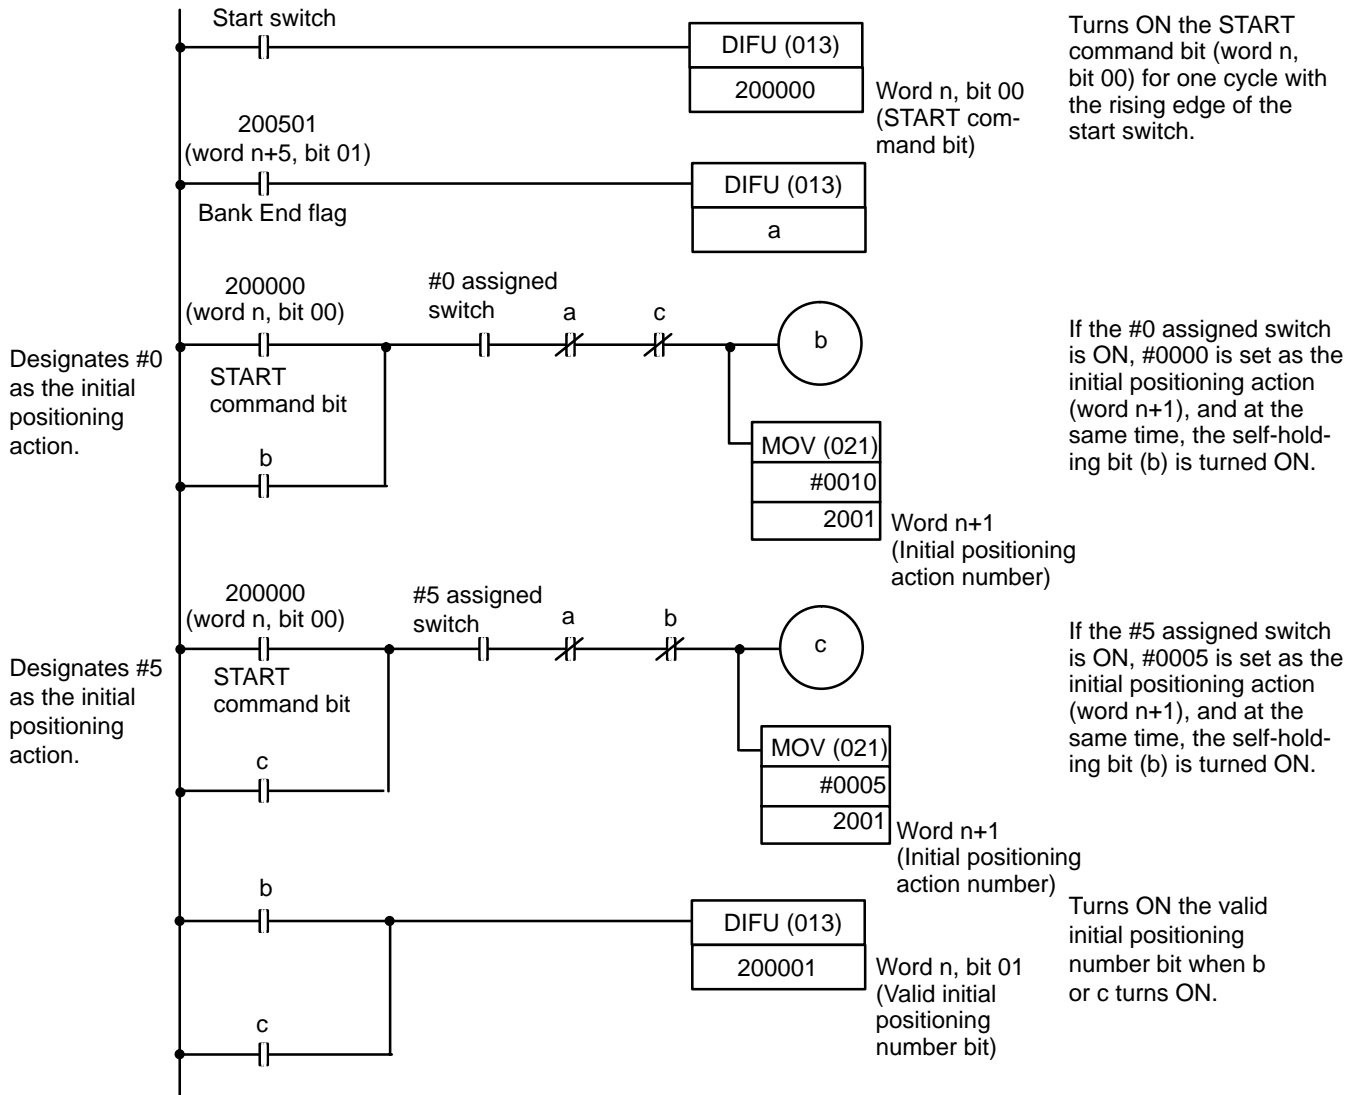 Start switch
DIFU (013)
200000
Word n, bit 00
(START com-
mand bit)
Turns ON the START
command bit (word n,
bit 00) for one cycle with
the rising edge of the
start switch.
200501
(word n+5, bit 01)
Bank End flag
DIFU (013)
a
Designates #0
as the initial
positioning
action.
200000
(word n, bit 00)
START
command bit
b
#0 assigned
switch
a
c
b
MOV (021)
#0010
2001
Word n+1
(Initial positioning
action number)
If the #0 assigned switch
is ON, #0000 is set as the
initial positioning action
(word n+1), and at the
same time, the self-hold-
ing bit (b) is turned ON.
Designates #5
as the initial
positioning
action.
200000
(word n, bit 00)
START
command bit
c
#5 assigned
switch
a
b
c
MOV (021)
#0005
2001
Word n+1
(Initial positioning
action number)
If the #5 assigned switch
is ON, #0005 is set as the
initial positioning action
(word n+1), and at the
same time, the self-hold-
ing bit (b) is turned ON.
b
c
DIFU (013)
200001
Word n, bit 01
(Valid initial
positioning
number bit)
Turns ON the valid
initial positioning
number bit when b
or c turns ON.